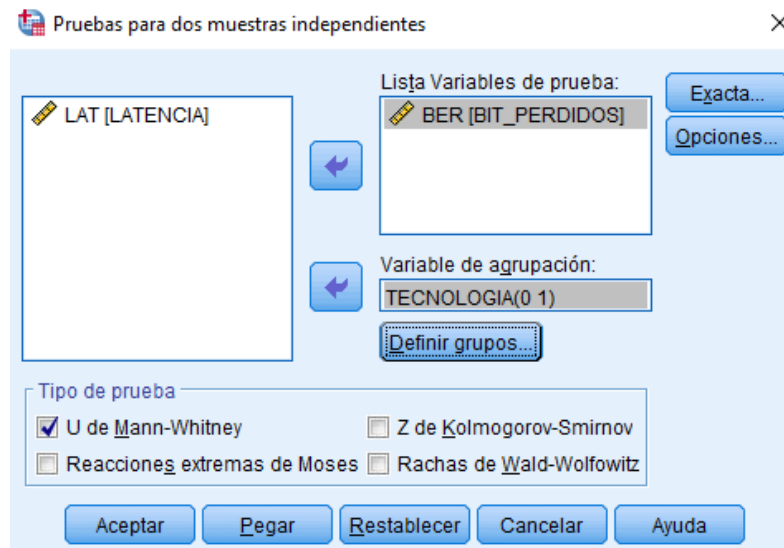 Pruebas para dos muestras independientes
LAT [LATENCIA]
Lista Variables de prueba:
BER [BIT_PERDIDOS]
Exacta...
Opciones...
Variable de agrupación:
TECNOLOGIA(0 1)
Definir grupos...
Tipo de prueba
U de Mann-Whitney
Z de Kolmogorov-Smirnov
Reacciones extremas de Moses
Rachas de Wald-Wolfowitz
Aceptar
Pegar
Restablecer
Cancelar
Ayuda